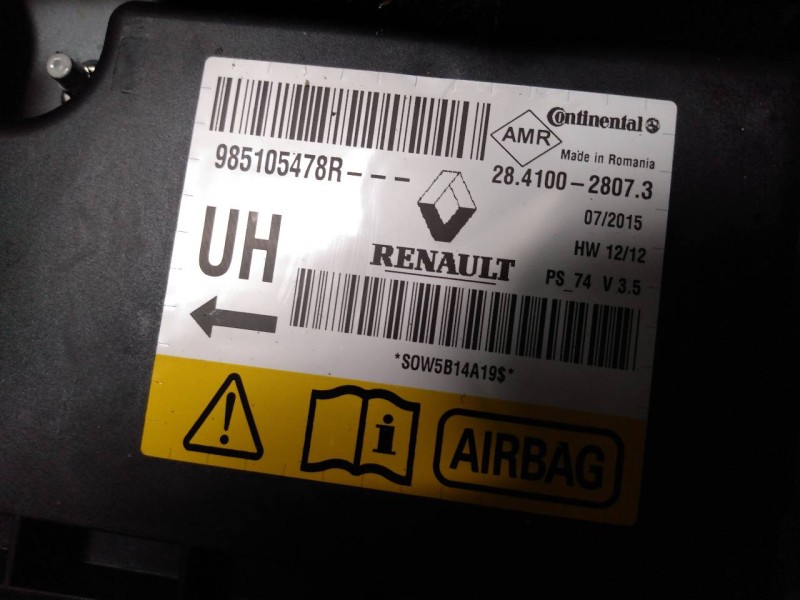 Continental
AMR
Made in Romania
985105478R---
28.4100-2807.3
07/2015
UH
HW 12/12
RENAULT
PS_74 V 3.5
*SOW5B14A19$*
i
AIRBAG